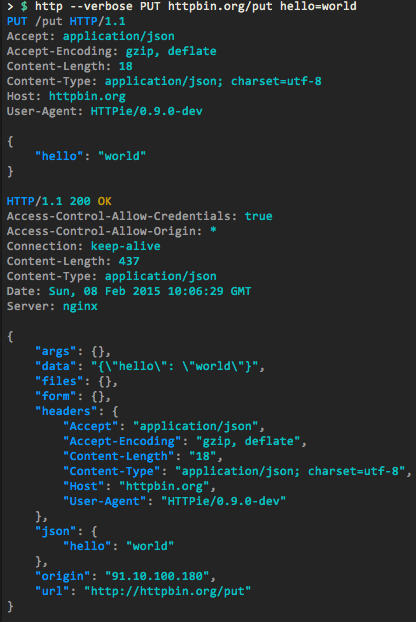 > $ http --verbose PUT httpbin.org/put hello=world
PUT /put HTTP/1.1
Accept: application/json
Accept-Encoding: gzip, deflate
Content-Length: 18
Content-Type: application/json; charset=utf-8
Host: httpbin.org
User-Agent: HTTPie/0.9.0-dev

{
    "hello": "world"
}

HTTP/1.1 200 OK
Access-Control-Allow-Credentials: true
Access-Control-Allow-Origin: *
Connection: keep-alive
Content-Length: 437
Content-Type: application/json
Date: Sun, 08 Feb 2015 10:06:29 GMT
Server: nginx

{
    "args": {},
    "data": "{\"hello\": \"world\"}",
    "files": {},
    "form": {},
    "headers": {
        "Accept": "application/json",
        "Accept-Encoding": "gzip, deflate",
        "Content-Length": "18",
        "Content-Type": "application/json; charset=utf-8",
        "Host": "httpbin.org",
        "User-Agent": "HTTPie/0.9.0-dev"
    },
    "json": {
        "hello": "world"
    },
    "origin": "91.10.100.180",
    "url": "http://httpbin.org/put"
}